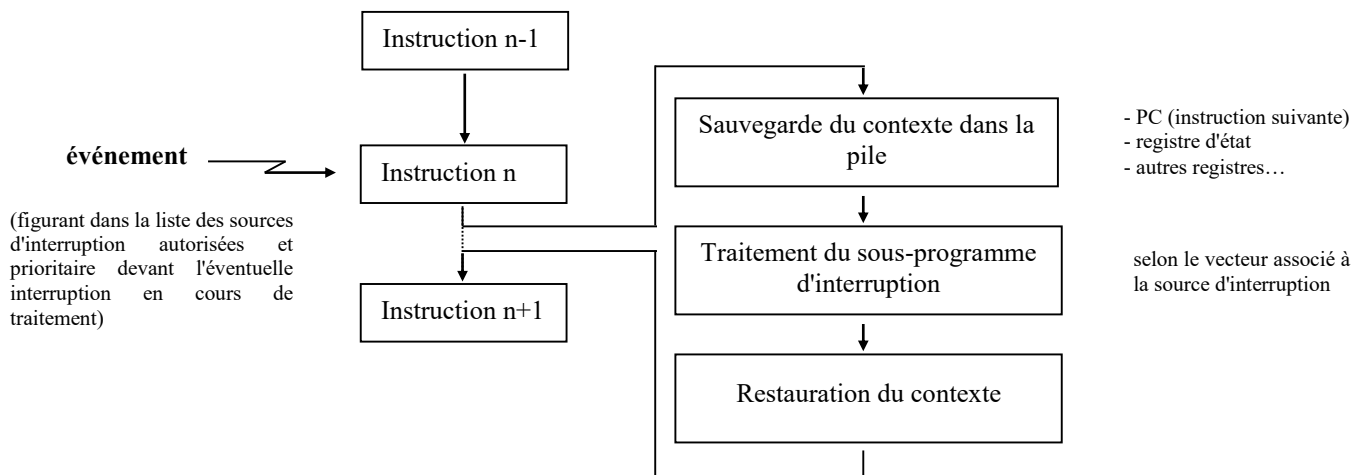 Instruction n-1
Sauvegarde du contexte dans la
pile
- PC (instruction suivante)
- registre d'état
- autres registres…
événement
Instruction n
(figurant dans la liste des sources
d'interruption autorisées et
prioritaire devant l'éventuelle
interruption en cours de
traitement)
Traitement du sous-programme
d'interruption
selon le vecteur associé à
la source d'interruption
Instruction n+1
Restauration du contexte